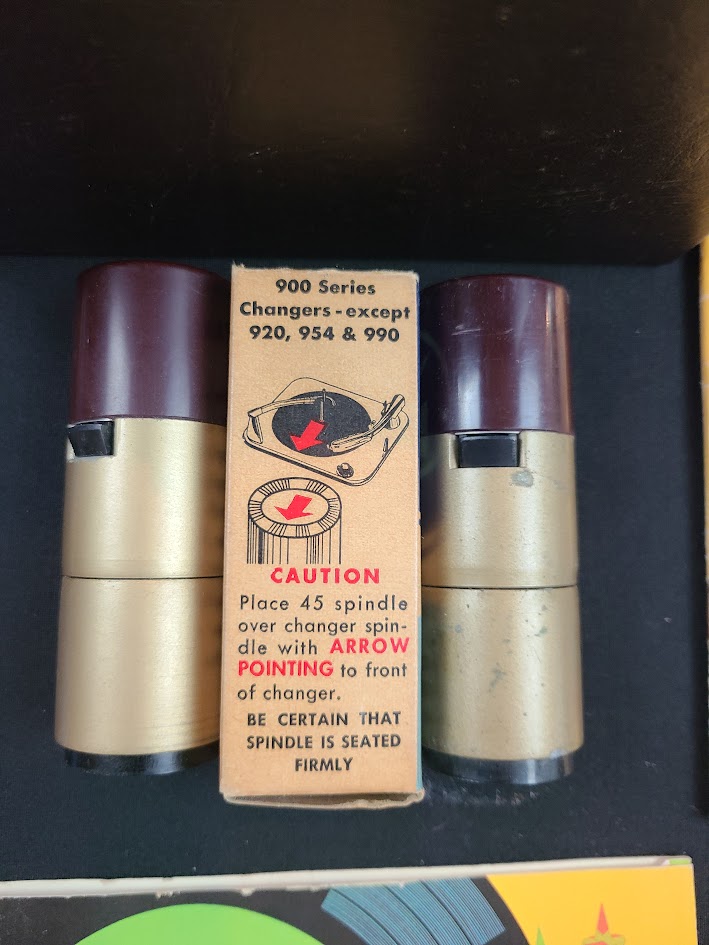 900 Series
Changers - except
920, 954 & 990
CAUTION
Place 45 spindle
over changer spin-
dle with ARROW
POINTING to front
of changer.
BE CERTAIN THAT
SPINDLE IS SEATED
FIRMLY